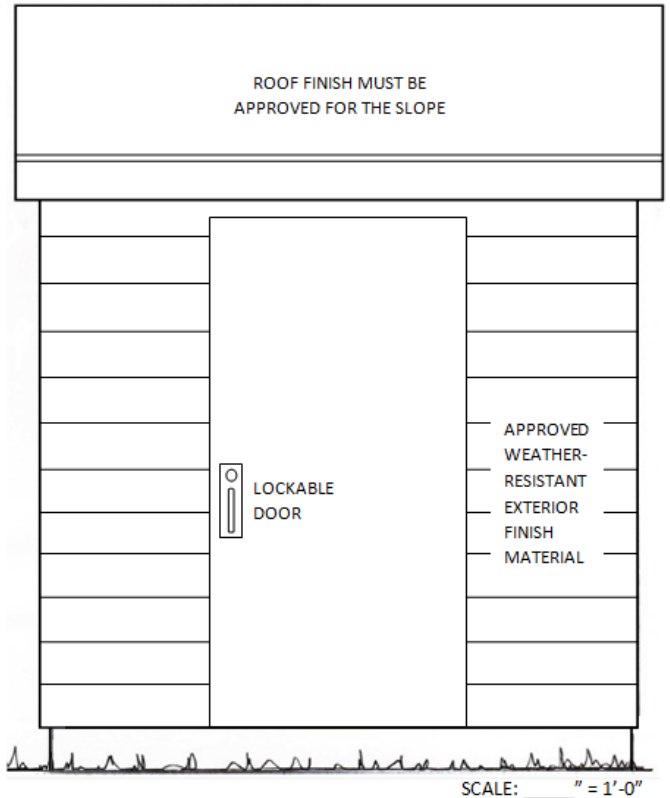 ROOF FINISH MUST BE
APPROVED FOR THE SLOPE
LOCKABLE
DOOR
APPROVED
WEATHER-
RESISTANT
EXTERIOR
FINISH
MATERIAL
SCALE: ______" = 1'-0"